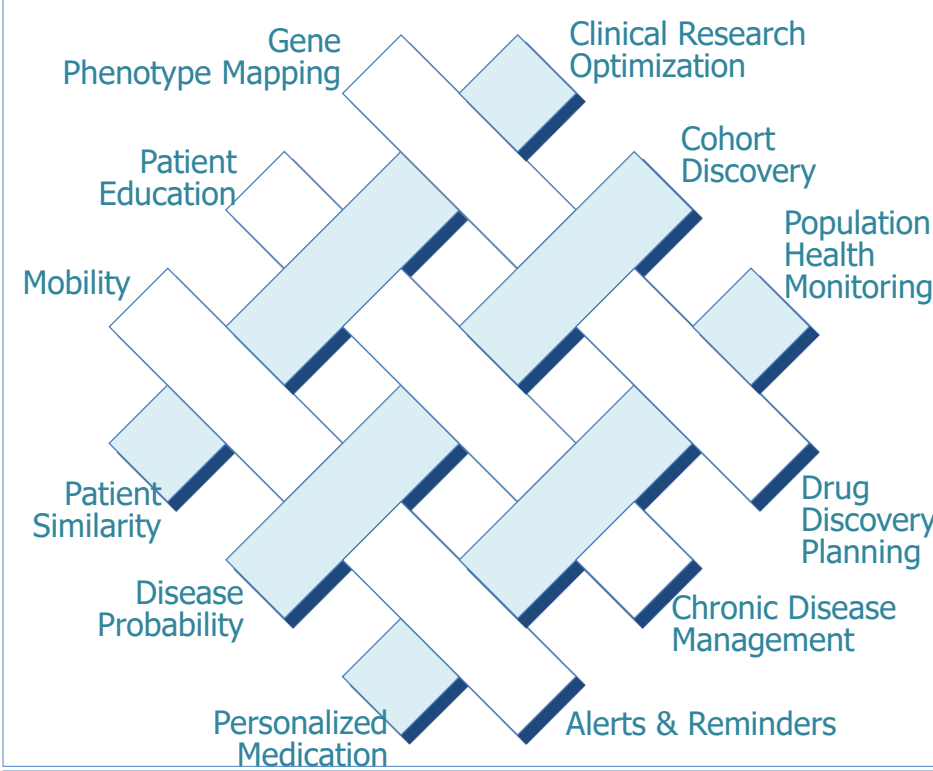 Gene
Phenotype Mapping
Clinical Research
Optimization
Patient
Education
Cohort
Discovery
Population
Health
Monitoring
Mobility
Patient
Similarity
Drug
Discovery
Planning
Disease
Probability
Chronic Disease
Management
Personalized
Medication
Alerts & Reminders